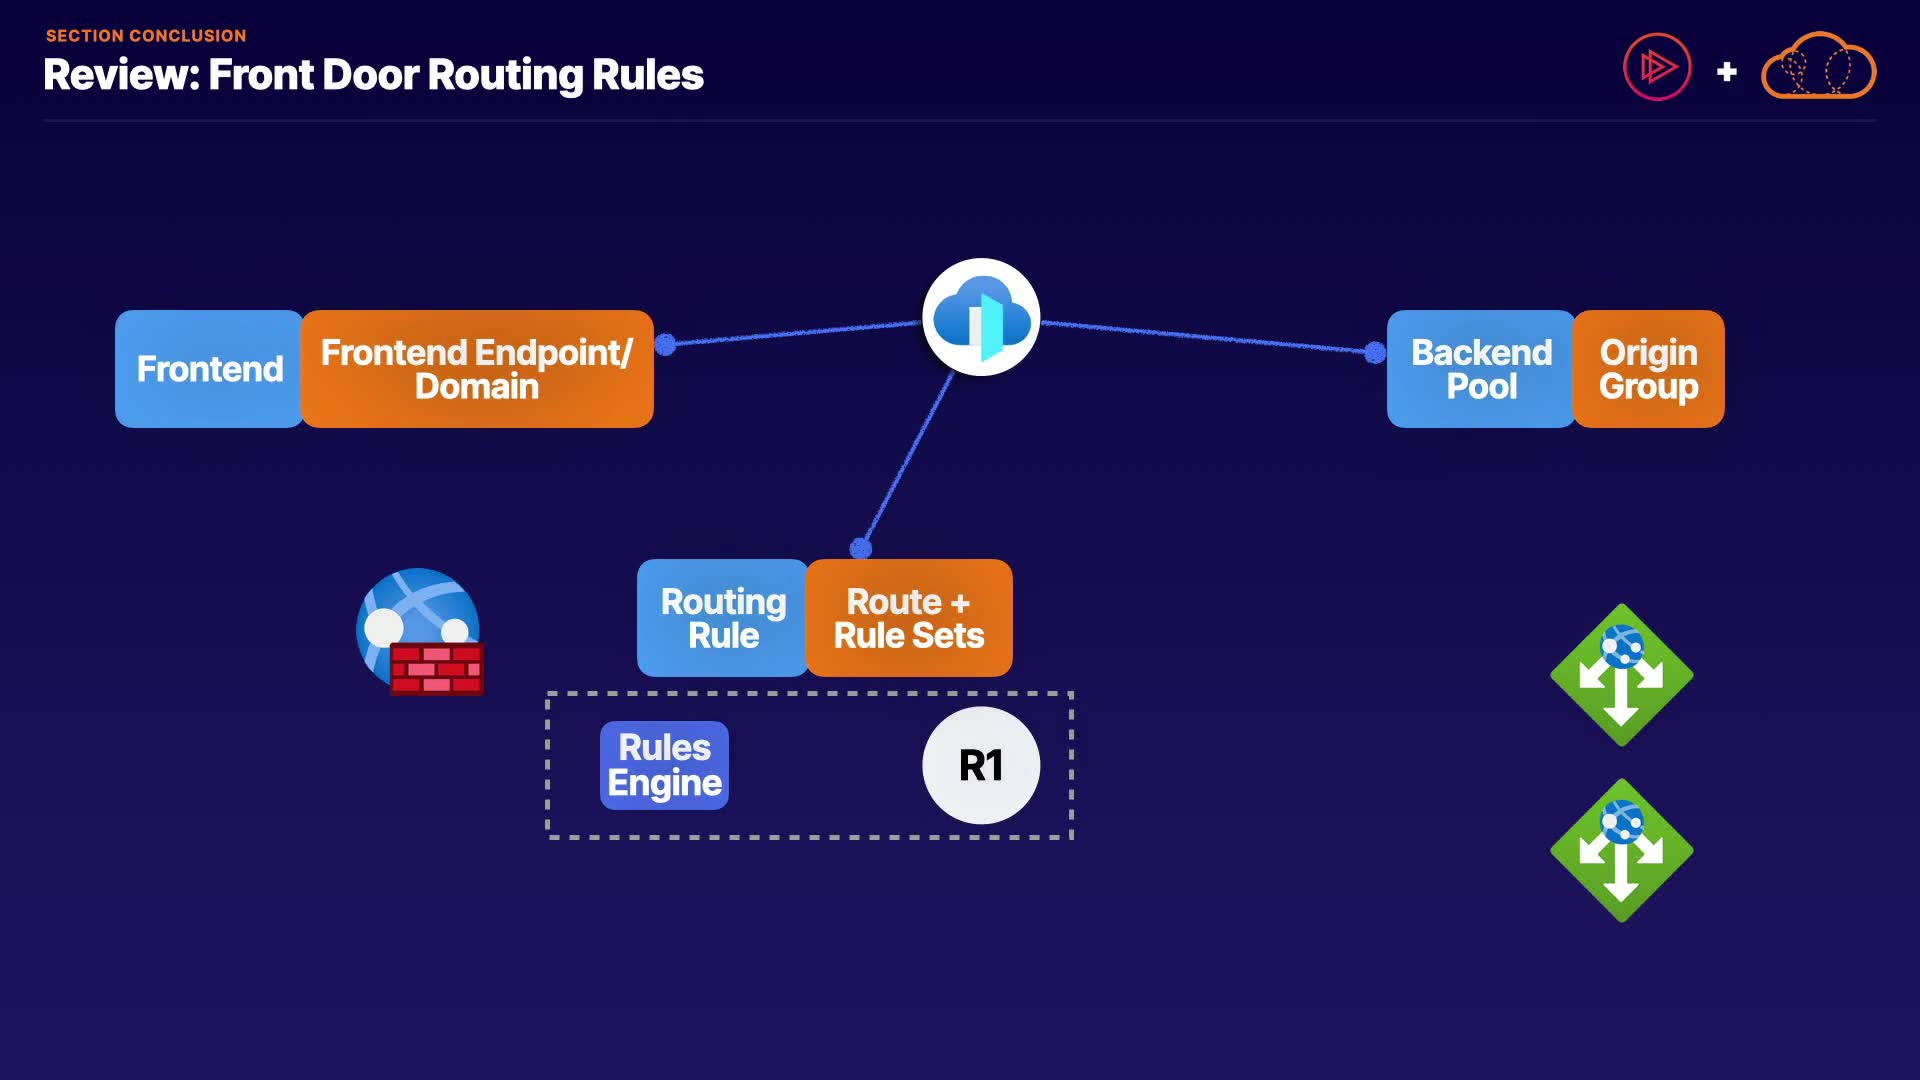 SECTION CONCLUSION
Review: Front Door Routing Rules
Frontend
Frontend Endpoint/
Domain
Backend
Pool
Origin
Group
Routing
Rule
Route +
Rule Sets
Rules
Engine
R1